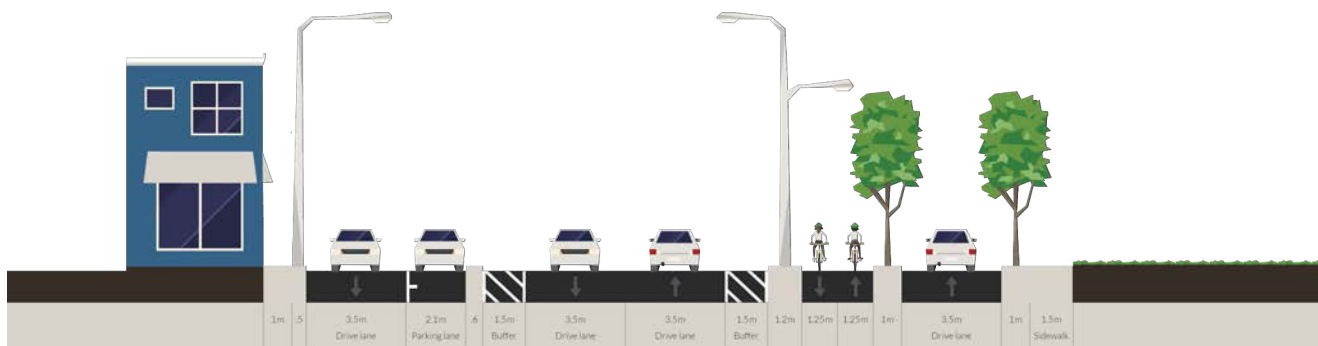 1m .5 3.5m 2.1m .6 1.5m 3.5m 3.5m 1.5m 1.2m 1.25m 1.25m 1m 3.5m 1m 1.5m
Drive lane Parking lane Buffer Drive lane Drive lane Buffer Drive lane Sidewalk